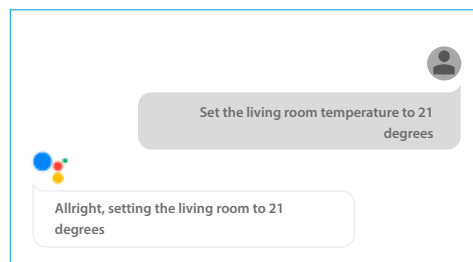 Set the living room temperature to 21
degrees
Allright, setting the living room to 21
degrees